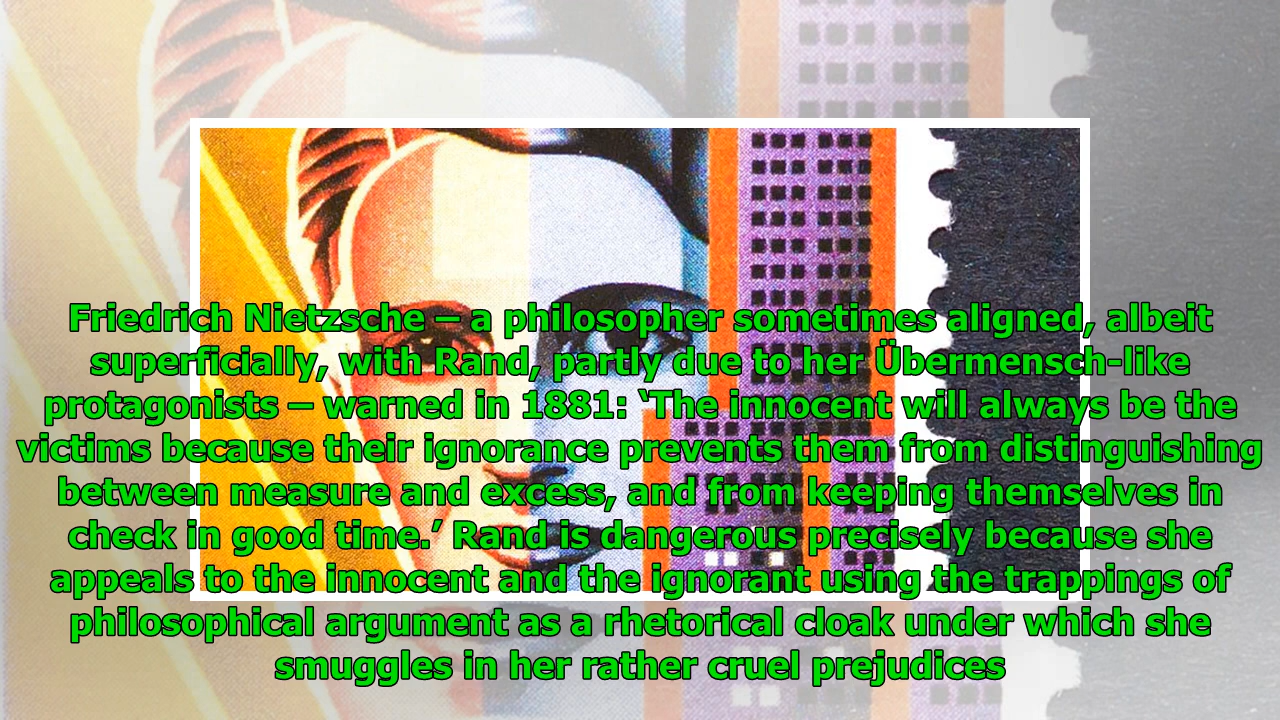 Friedrich Nietzsche – a philosopher sometimes aligned, albeit
superficially, with Rand, partly due to her Übermensch-like
protagonists – warned in 1881: ‘The innocent will always be the
victims because their ignorance prevents them from distinguishing
between measure and excess, and from keeping themselves in
check in good time.’ Rand is dangerous precisely because she
appeals to the innocent and the ignorant using the trappings of
philosophical argument as a rhetorical cloak under which she
smuggles in her rather cruel prejudices